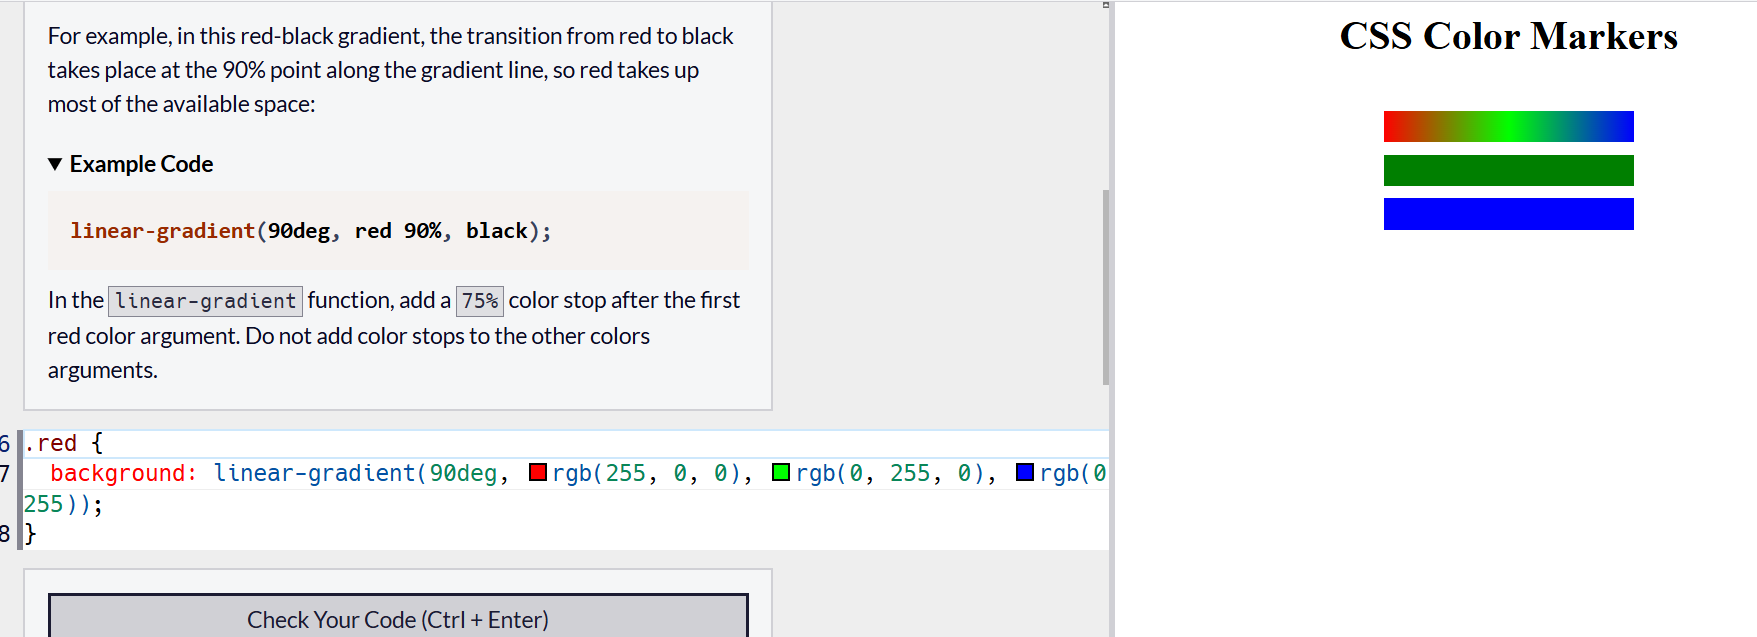 For example, in this red-black gradient, the transition from red to black
takes place at the 90% point along the gradient line, so red takes up
most of the available space:
▼ Example Code
linear-gradient(90deg, red 90%, black);
In the linear-gradient function, add a 75% color stop after the first
red color argument. Do not add color stops to the other colors
arguments.
6 .red {
7   background: linear-gradient(90deg, rgb(255, 0, 0), rgb(0, 255, 0), rgb(0
255));
8 }
Check Your Code (Ctrl + Enter)
CSS Color Markers